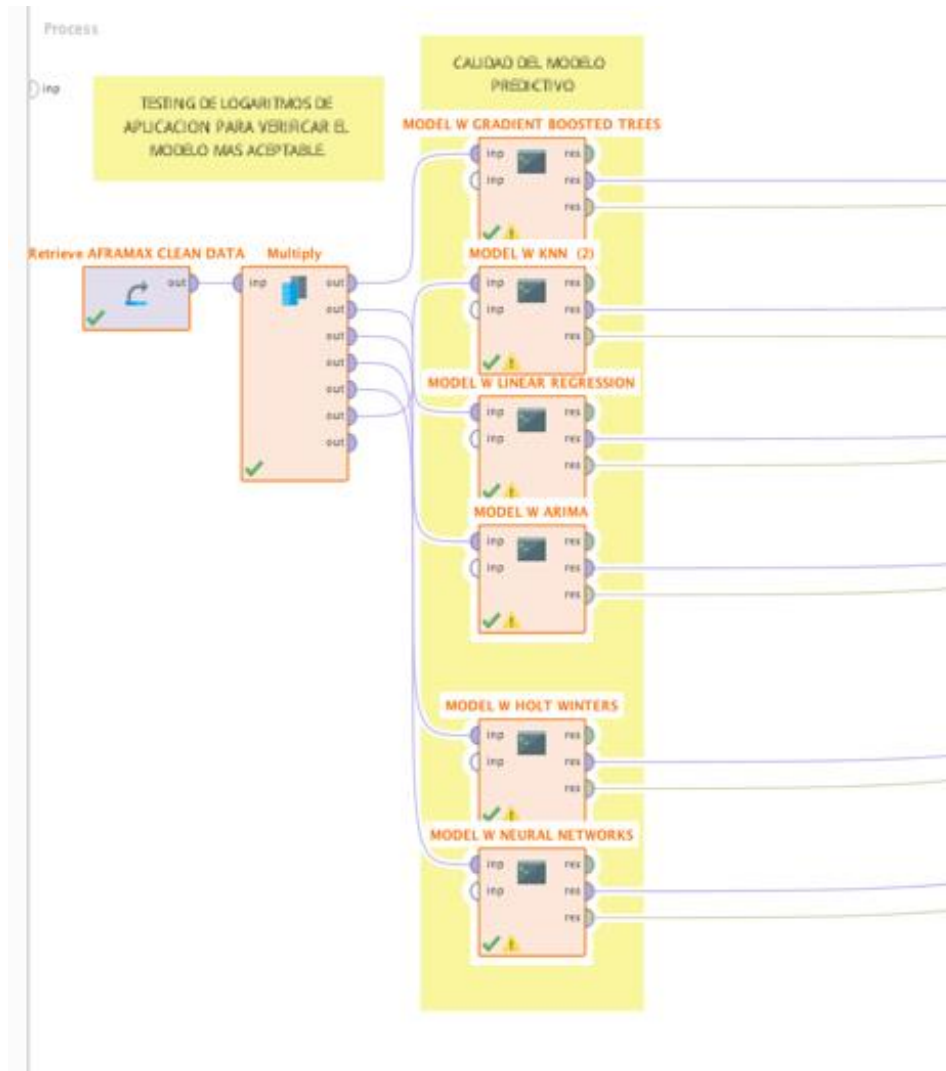 Process
inp
TESTING DE LOGARITMOS DE
APLICACION PARA VERIFICAR EL
MODELO MAS ACEPTABLE
CALIDAD DEL MODELO
PREDICTIVO
MODEL W GRADIENT BOOSTED TREES
inp res
inp res
res
Retrieve AFRAMAX CLEAN DATA
out
Multiply
inp out
out
out
out
out
out
out
MODEL W KNN (2)
inp res
inp res
res
MODEL W LINEAR REGRESSION
inp res
inp res
res
MODEL W ARIMA
inp res
inp res
res
MODEL W HOLT WINTERS
inp res
inp res
res
MODEL W NEURAL NETWORKS
inp res
inp res
res